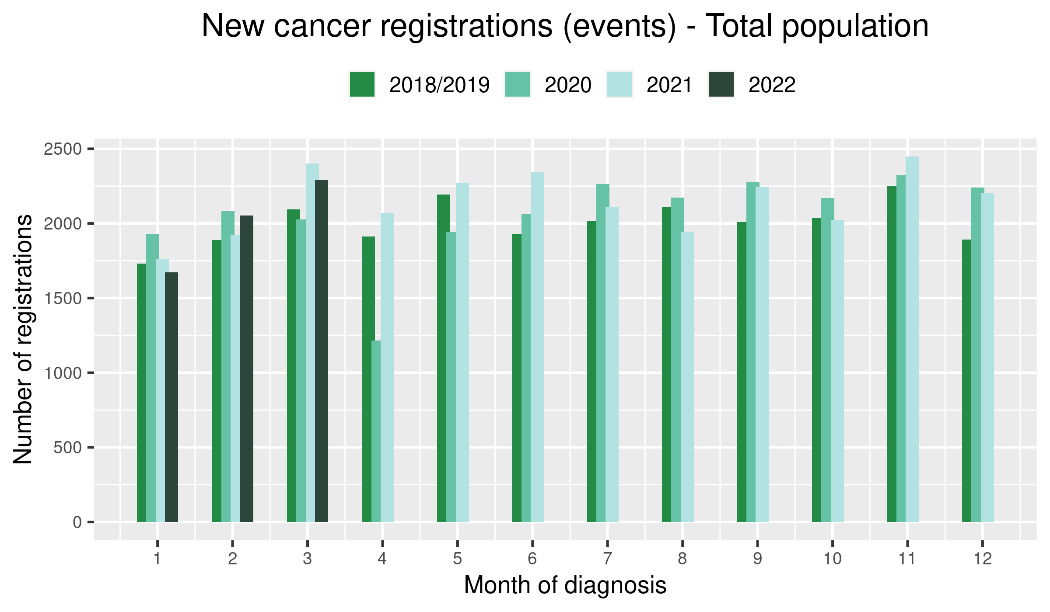 New cancer registrations (events) - Total population
2018/2019 2020 2021 2022
Number of registrations
2500
2000
1500
1000
500
0
1 2 3 4 5 6 7 8 9 10 11 12
Month of diagnosis